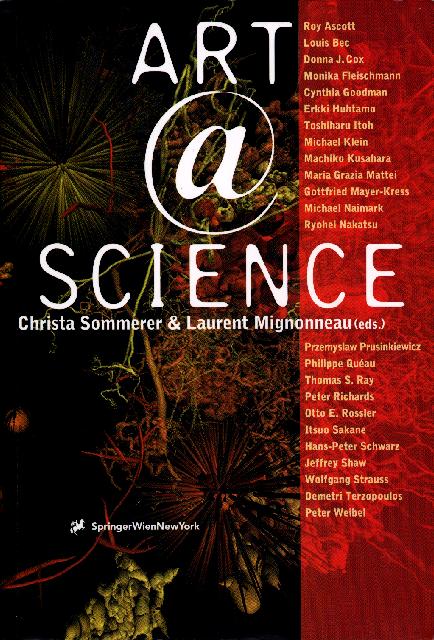 ART
@
SCIENCE
Christa Sommerer & Laurent Mignonneau (eds.)
Roy Ascott
Louis Bec
Donna J. Cox
Monika Fleischmann
Cynthia Goodman
Erkki Huhtamo
Toshiharu Itoh
Michael Klein
Machiko Kusahara
Maria Grazia Mattei
Gottfried Mayer-Kress
Michael Naimark
Ryohei Nakatsu
Przemyslaw Prusinkiewicz
Philippe Quéau
Thomas S. Ray
Peter Richards
Otto E. Rossler
Itsuo Sakane
Hans-Peter Schwarz
Jeffrey Shaw
Wolfgang Strauss
Demetri Terzopoulos
Peter Weibel
SpringerWienNewYork